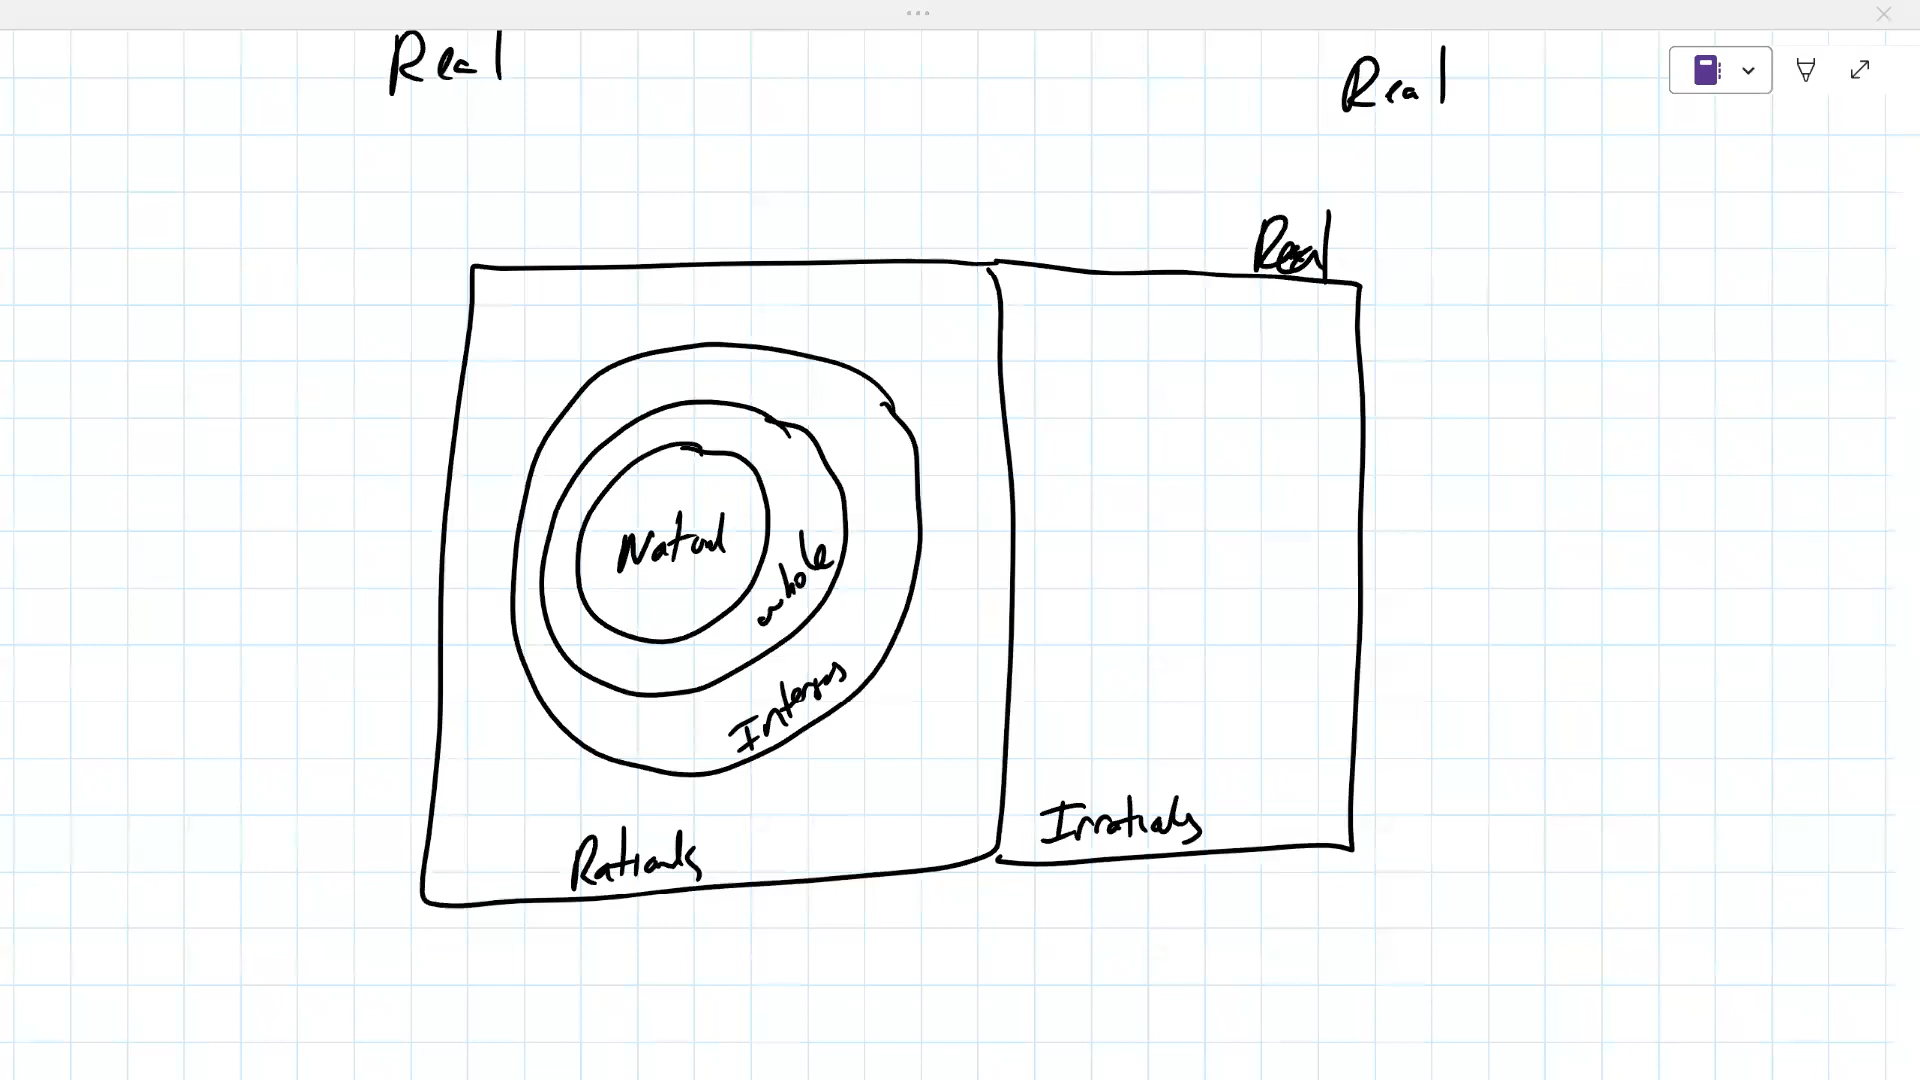 Real
Real
Real
Natural
whole
Integers
Irrationals
Rationals